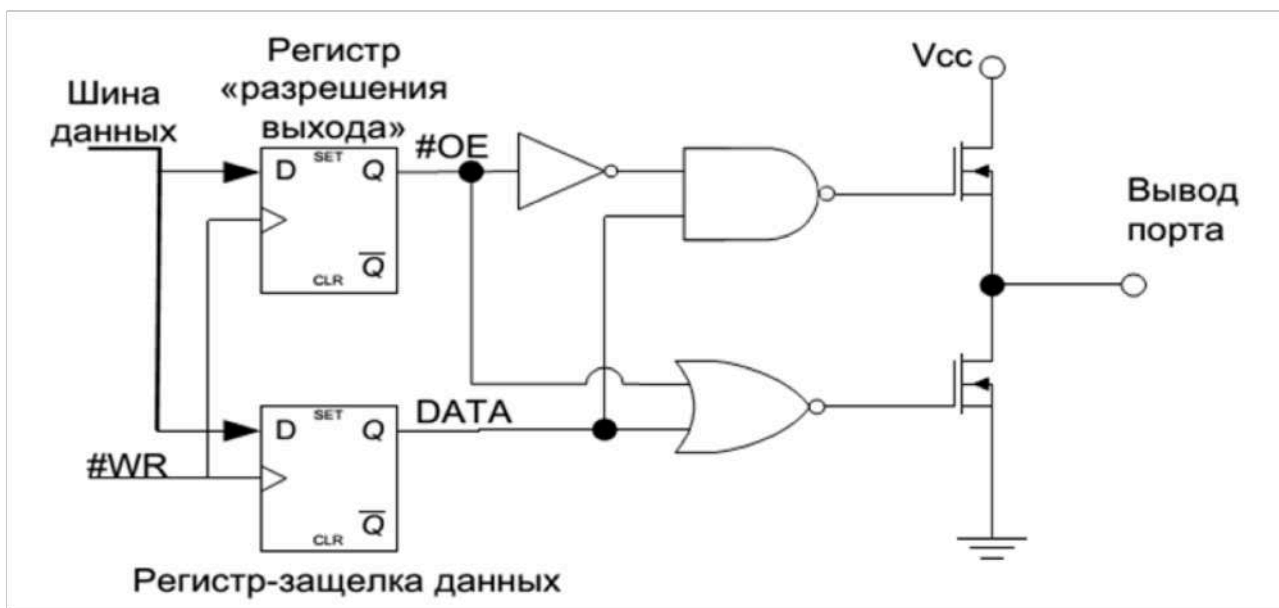 Шина
данных
Регистр
«разрешения
выхода»
#OE
Vcc
SET
D
Q
Q
CLR
Вывод
порта
SET
D
Q
DATA
#WR
Q
CLR
Регистр-защелка данных